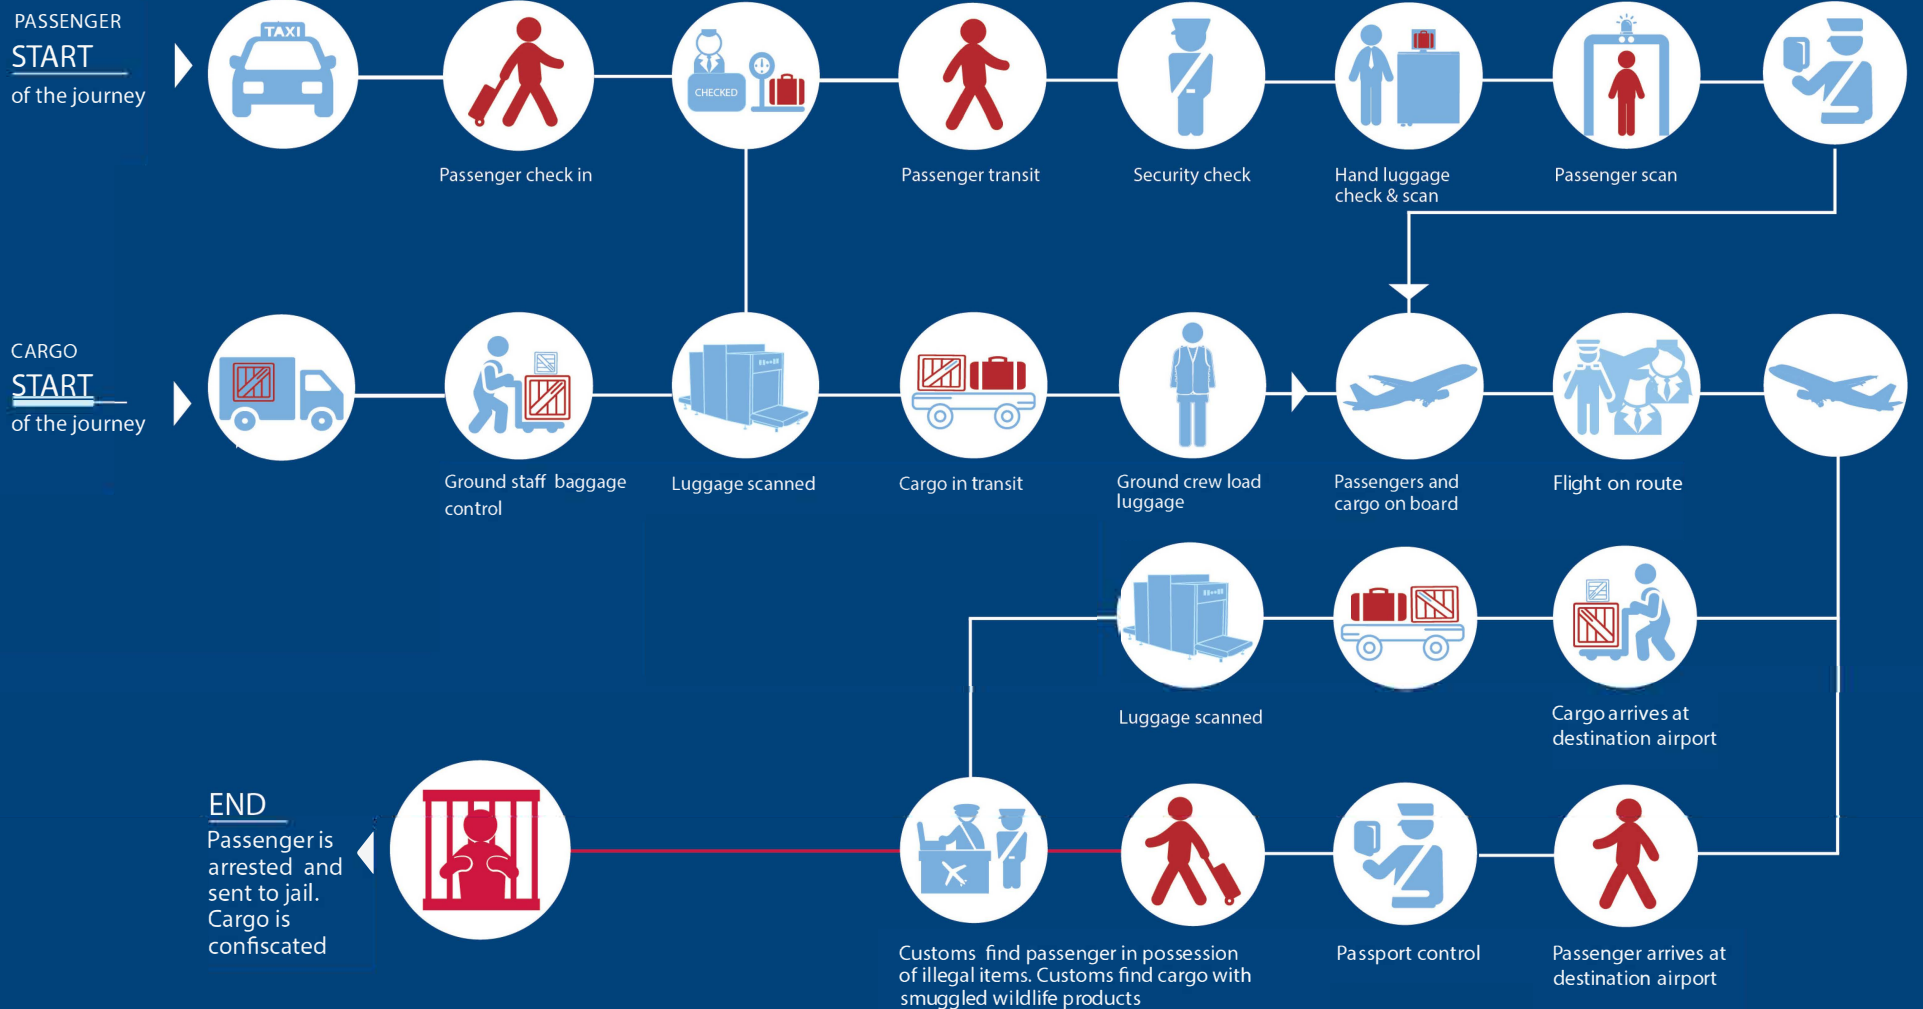 PASSENGER
START
of the journey
TAXI
CHECKED
Passenger check in
Passenger transit
Security check
Hand luggage
check & scan
Passenger scan
CARGO
START
of the journey
Ground staff baggage
control
Luggage scanned
Cargo in transit
Ground crew load
luggage
Passengers and
cargo on board
Flight on route
Luggage scanned
Cargo arrives at
destination airport
END
Passenger is
arrested and
sent to jail.
Cargo is
confiscated
Customs find passenger in possession
of illegal items. Customs find cargo with
smuggled wildlife products
Passport control
Passenger arrives at
destination airport